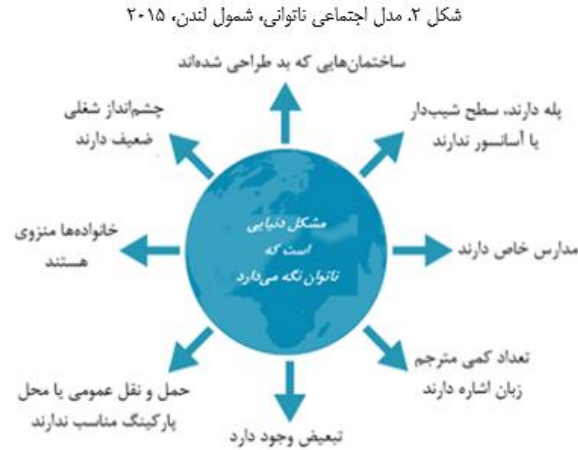 شکل ۲. مدل اجتماعی ناتوانی، شمول لندن، ۲۰۱۵
ساختمان‌هایی که بد طراحی شده‌اند
پله دارند، سطح شیب‌دار
یا آسانسور ندارند
مدارس خاص دارند
تعداد کمی مترجم
زبان اشاره دارند
تبعیض وجود دارد
حمل و نقل عمومی یا محل
پارکینگ مناسب ندارند
خانواده‌ها منزوی
هستند
چشم‌انداز شغلی
ضعیف دارند
مشکل دنیایی
است که
ناتوان نگه می‌دارد